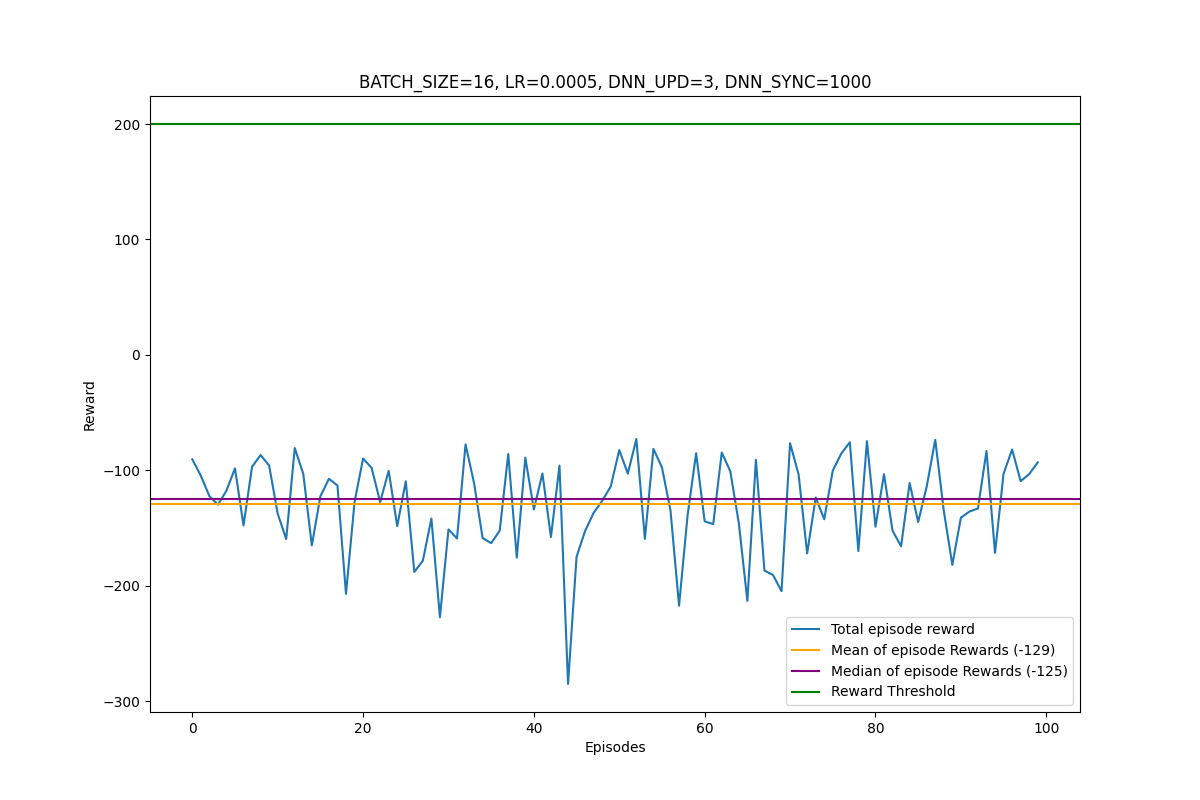 BATCH_SIZE=16, LR=0.0005, DNN_UPD=3, DNN_SYNC=1000
200
100
0
−100
−200
−300
Reward
0 20 40 60 80 100
Episodes
Total episode reward
Mean of episode Rewards (-129)
Median of episode Rewards (-125)
Reward Threshold